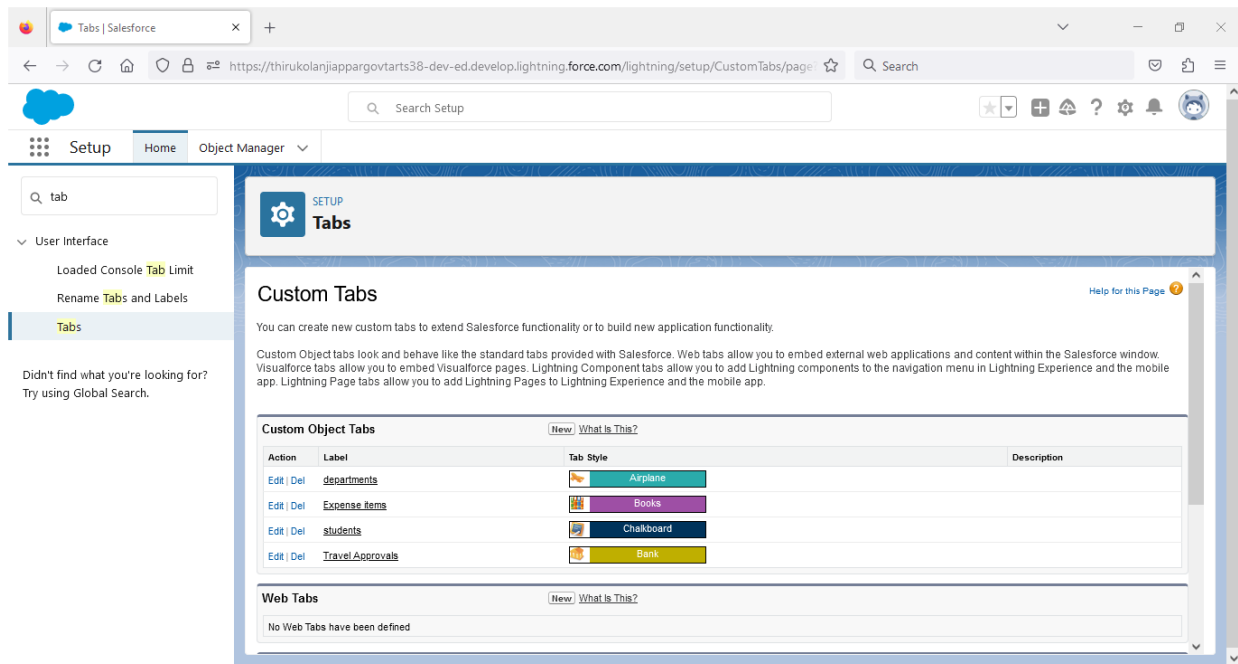 Tabs | Salesforce
https://thirukolanjiappargovtarts38-dev-ed.develop.lightning.force.com/lightning/setup/CustomTabs/page
Search
Search Setup
Setup
Home
Object Manager
tab
User Interface
Loaded Console Tab Limit
Rename Tabs and Labels
Tabs
Didn't find what you're looking for?
Try using Global Search.
SETUP
Tabs
Custom Tabs
Help for this Page
You can create new custom tabs to extend Salesforce functionality or to build new application functionality.
Custom Object tabs look and behave like the standard tabs provided with Salesforce. Web tabs allow you to embed external web applications and content within the Salesforce window.
Visualforce tabs allow you to embed Visualforce pages. Lightning Component tabs allow you to add Lightning components to the navigation menu in Lightning Experience and the mobile
app. Lightning Page tabs allow you to add Lightning Pages to Lightning Experience and the mobile app.
Custom Object Tabs New What Is This?
Action Label Tab Style Description
Edit | Del departments Airplane
Edit | Del Expense items Books
Edit | Del students Chalkboard
Edit | Del Travel Approvals Bank
Web Tabs New What Is This?
No Web Tabs have been defined